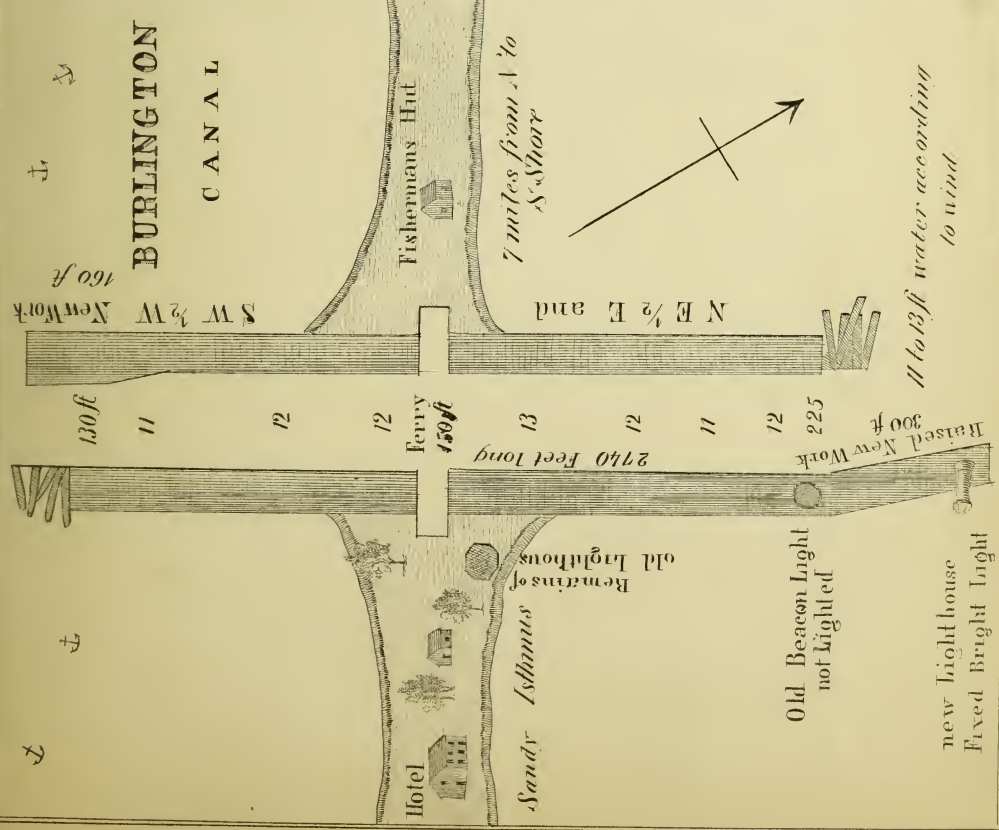 BURLINGTON
CANAL
New Work
160 ft
SW ½ W
Fishermans Hut
7 miles from N to
S Shore
NE ½ E and
11 to 13 ft water according
to wind
130 ft
11
12
12
Ferry
13
12
11
12
225
2740 Feet long
Raised New Work
300 ft
Remains of
old Lighthous
Hotel
Sandy Isthmus
Old Beacon Light
not Lighted
new Lighthouse
Fixed Bright Light